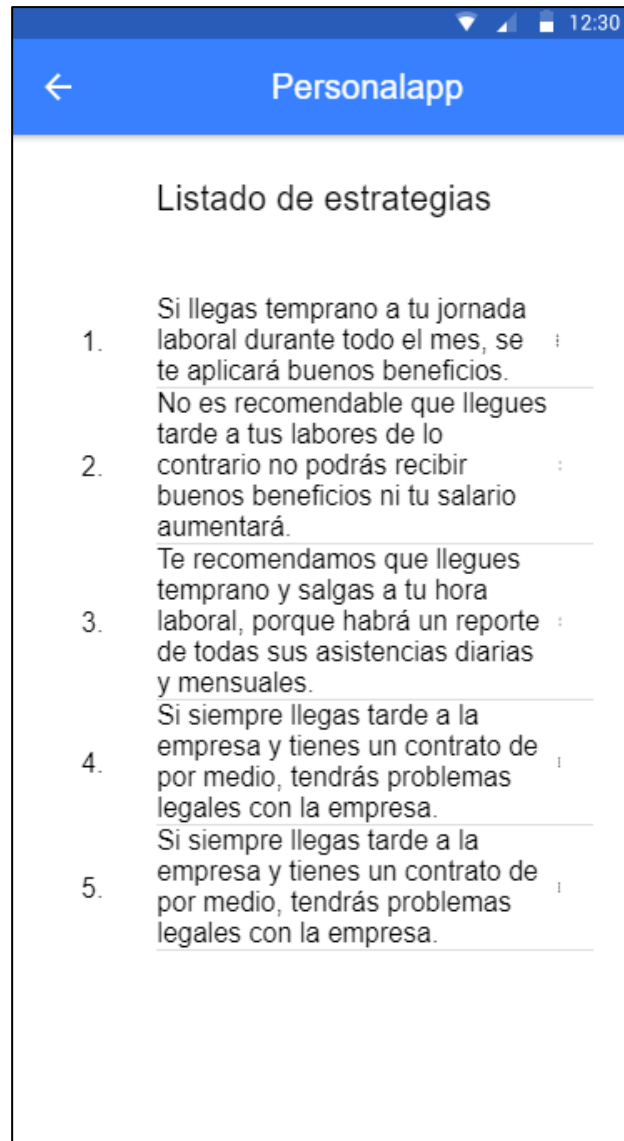 12:30
Personalapp
Listado de estrategias
1.
Si llegas temprano a tu jornada
laboral durante todo el mes, se
te aplicará buenos beneficios.
2.
No es recomendable que llegues
tarde a tus labores de lo
contrario no podrás recibir
buenos beneficios ni tu salario
aumentará.
3.
Te recomendamos que llegues
temprano y salgas a tu hora
laboral, porque habrá un reporte
de todas sus asistencias diarias
y mensuales.
4.
Si siempre llegas tarde a la
empresa y tienes un contrato de
por medio, tendrás problemas
legales con la empresa.
5.
Si siempre llegas tarde a la
empresa y tienes un contrato de
por medio, tendrás problemas
legales con la empresa.